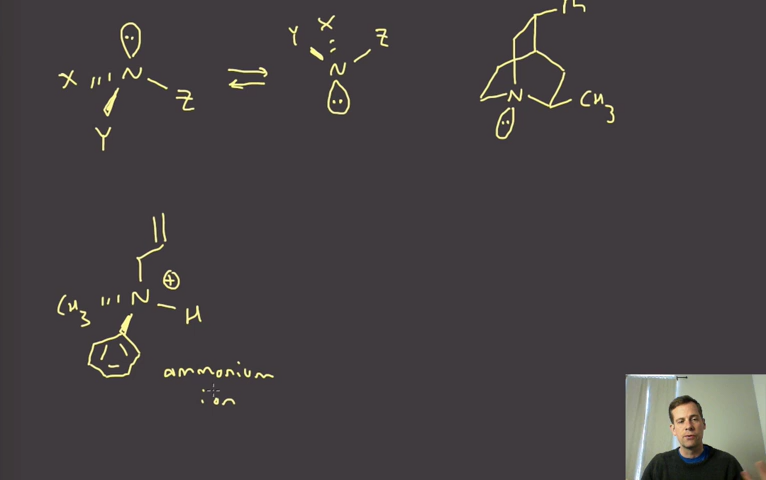 X N Z
Y
Y X Z
N
N CH3
CH3 N H
⊕
ammonium
ion